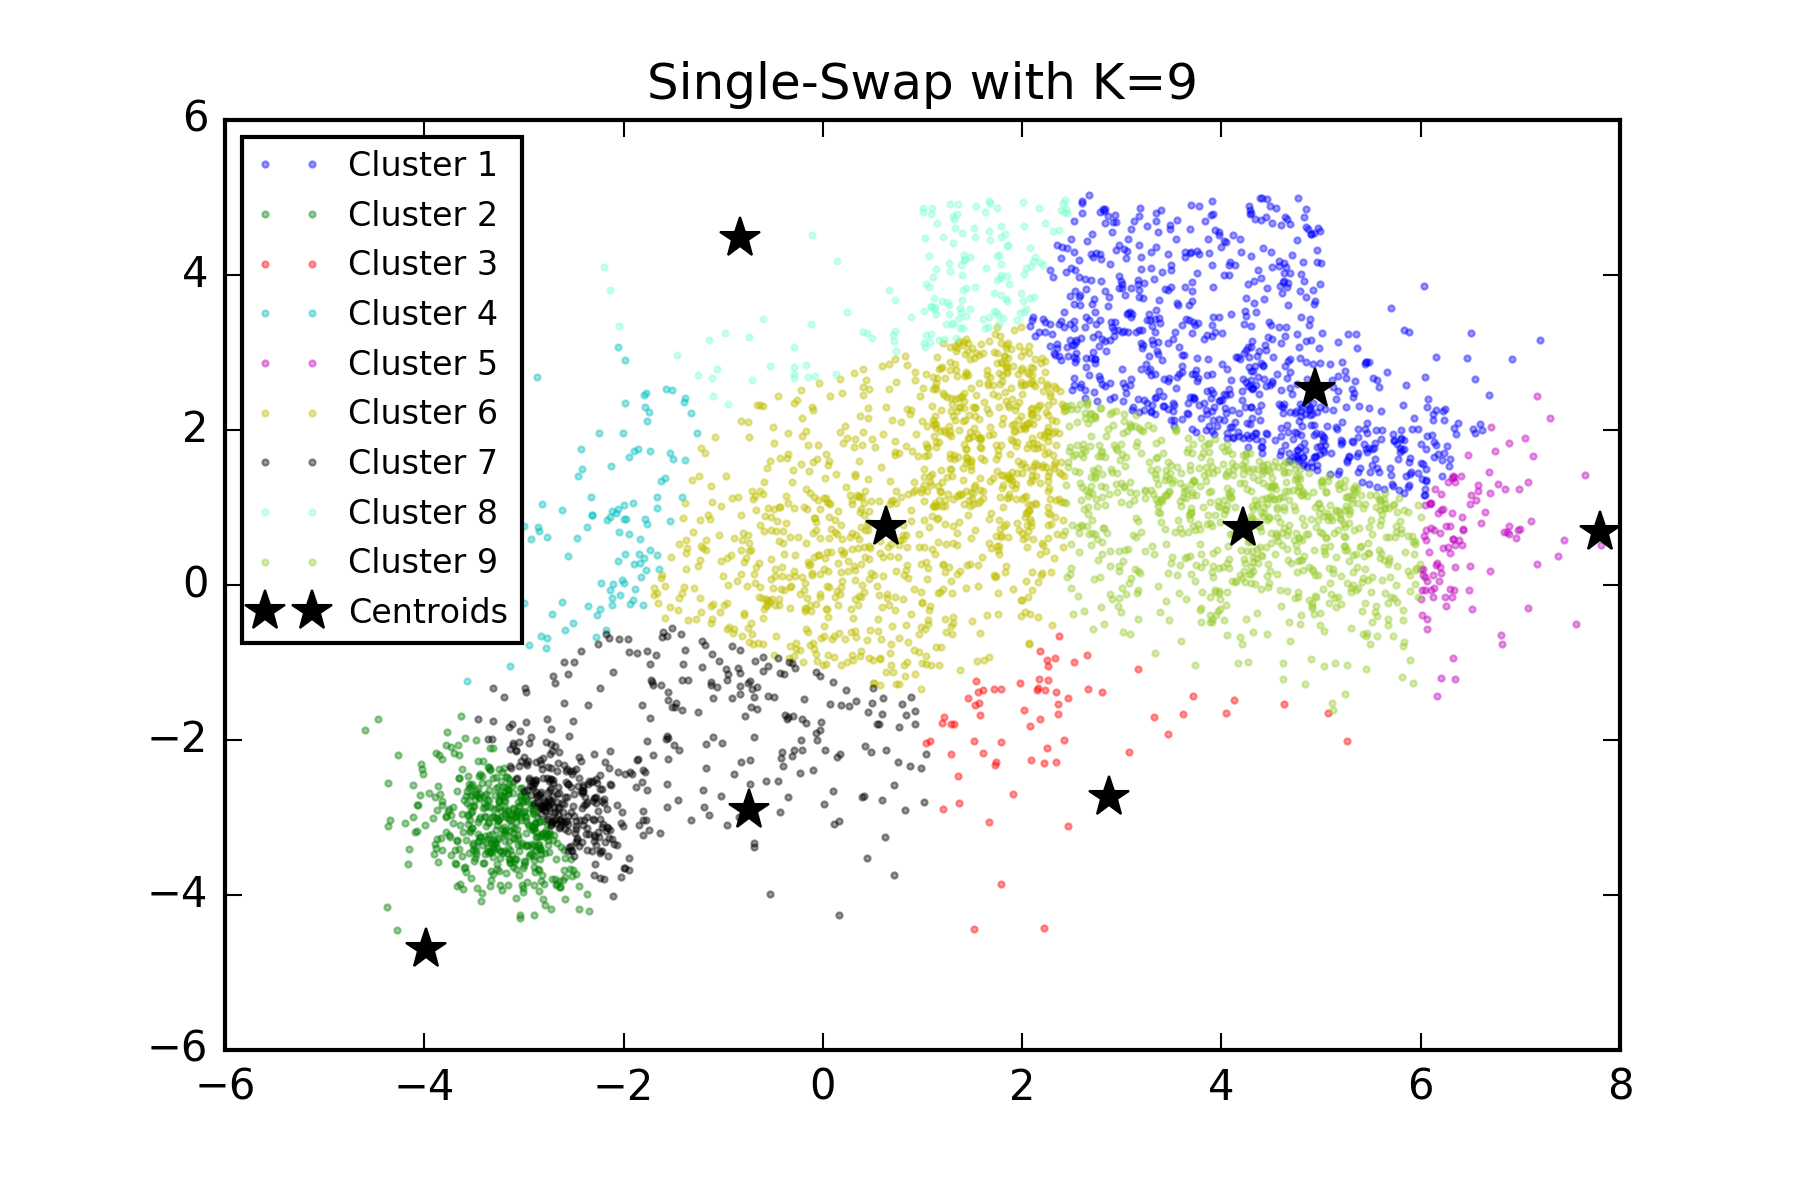 Single-Swap with K=9
6
4
2
0
−2
−4
−6
Cluster 1
Cluster 2
Cluster 3
Cluster 4
Cluster 5
Cluster 6
Cluster 7
Cluster 8
Cluster 9
Centroids
−6 −4 −2 0 2 4 6 8